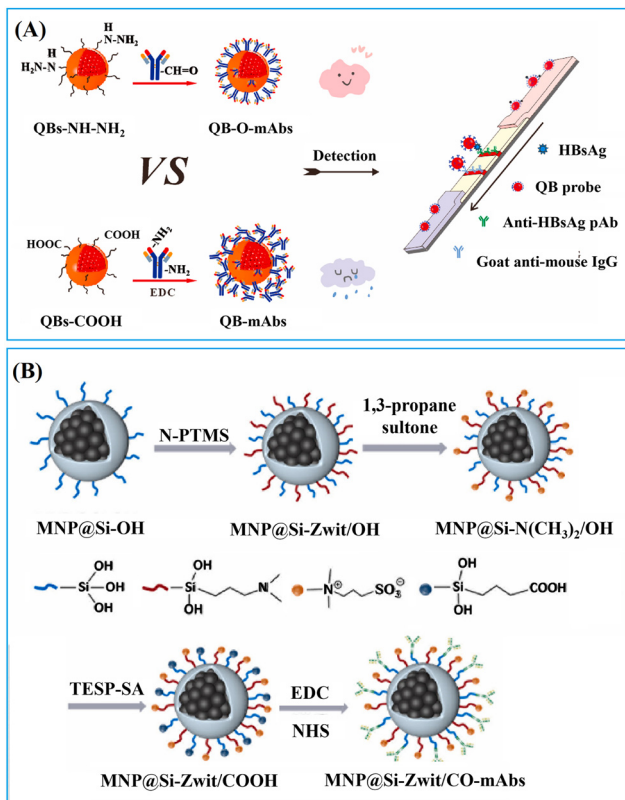 (A)
H
N-NH₂
H
H₂N-N
-CH=O
QBs-NH-NH₂
QB-O-mAbs
VS
Detection
HBsAg
QB probe
Anti-HBsAg pAb
Goat anti-mouse IgG
HOOC
COOH
-NH₂
-NH₂
EDC
QBs-COOH
QB-mAbs
(B)
N-PTMS
1,3-propane
sultone
MNP@Si-OH
MNP@Si-Zwit/OH
MNP@Si-N(CH₃)₂/OH
OH
Si
OH
OH
OH
Si
OH
N
N⊕
SO₃⊖
OH
Si
OH
COOH
TESP-SA
EDC
NHS
MNP@Si-Zwit/COOH
MNP@Si-Zwit/CO-mAbs